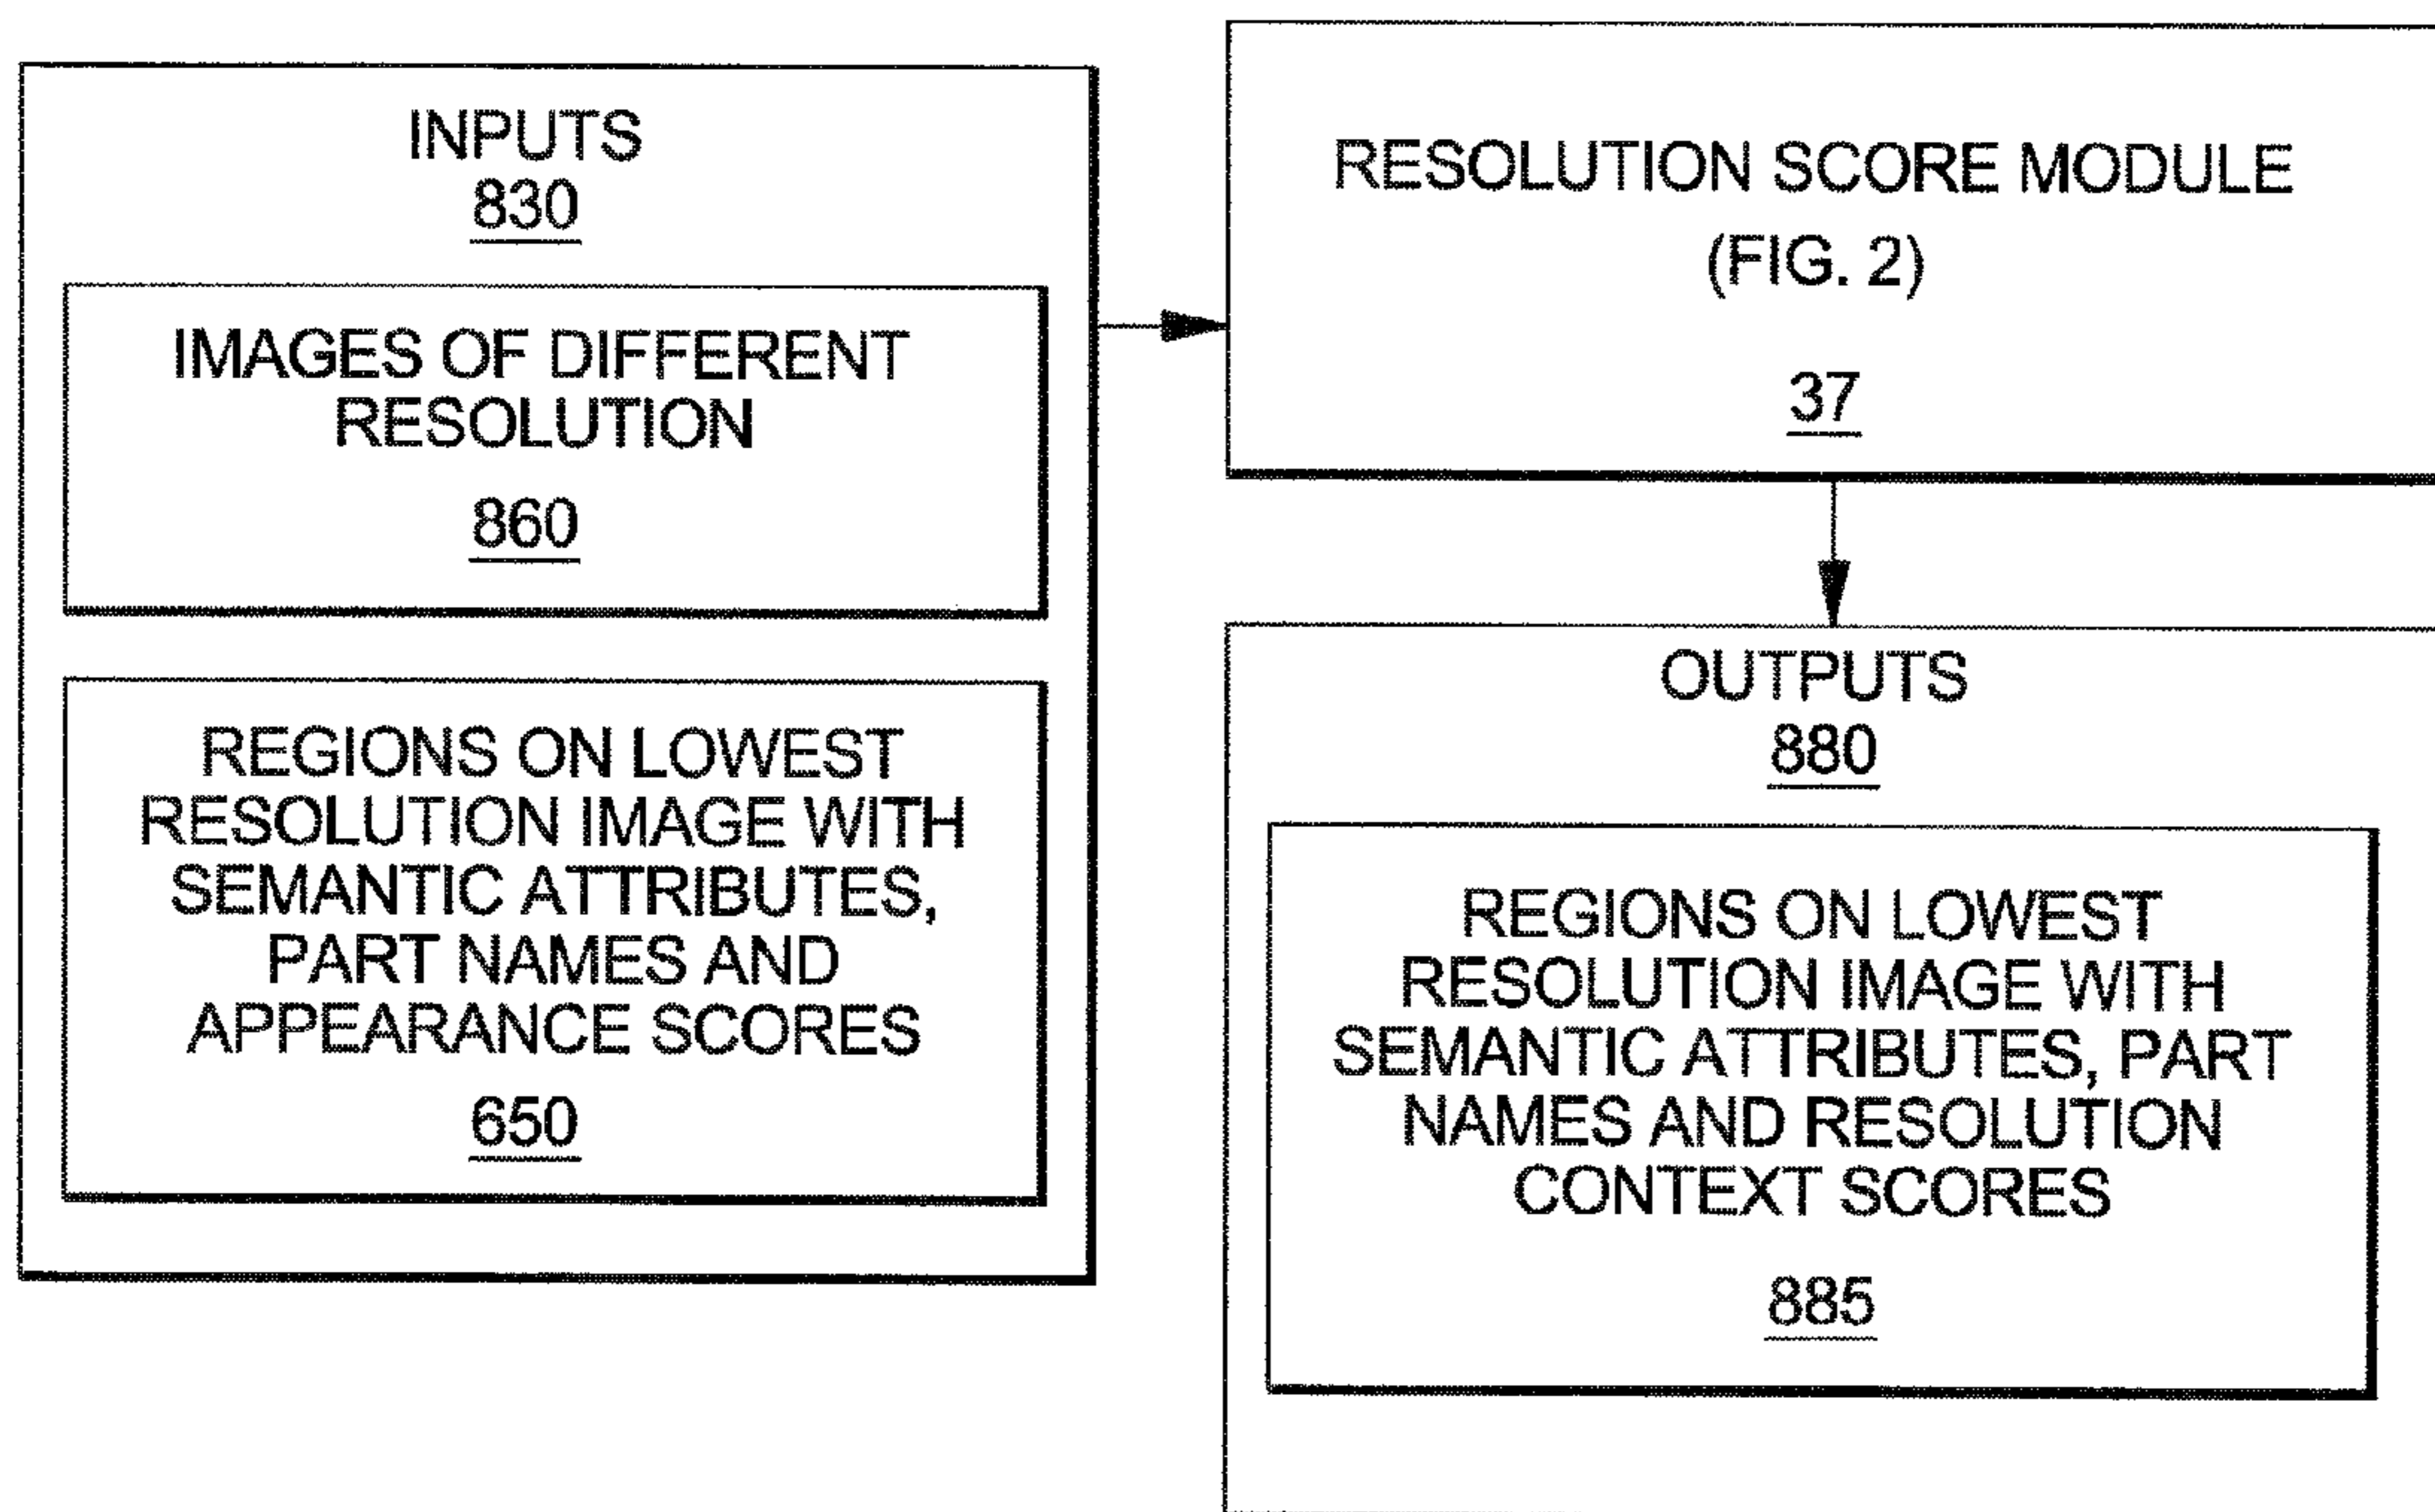 INPUTS
830
IMAGES OF DIFFERENT
RESOLUTION
860
REGIONS ON LOWEST
RESOLUTION IMAGE WITH
SEMANTIC ATTRIBUTES,
PART NAMES AND
APPEARANCE SCORES
650
RESOLUTION SCORE MODULE
(FIG. 2)
37
OUTPUTS
880
REGIONS ON LOWEST
RESOLUTION IMAGE WITH
SEMANTIC ATTRIBUTES, PART
NAMES AND RESOLUTION
CONTEXT SCORES
885